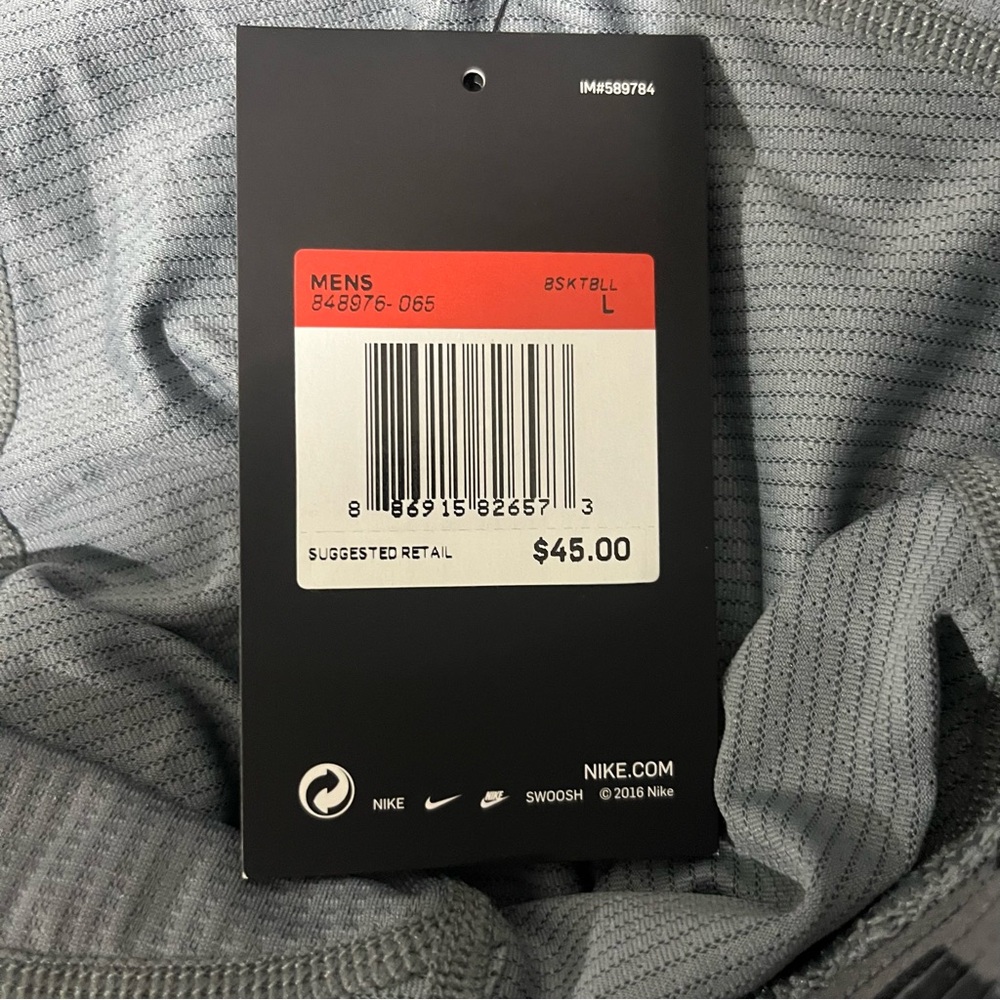 IM#589784
MENS BSKTBLL
848976-065 L
8 86915 82657 3
SUGGESTED RETAIL $45.00
NIKE.COM
NIKE NIKE SWOOSH © 2016 Nike